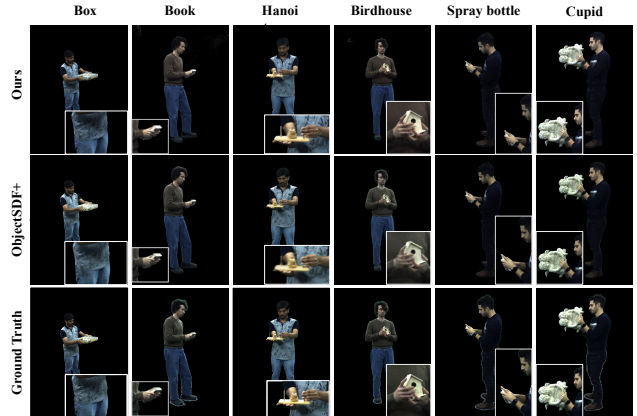 Box Book Hanoi Birdhouse Spray bottle Cupid
Ours
ObjectSDF+
Ground Truth